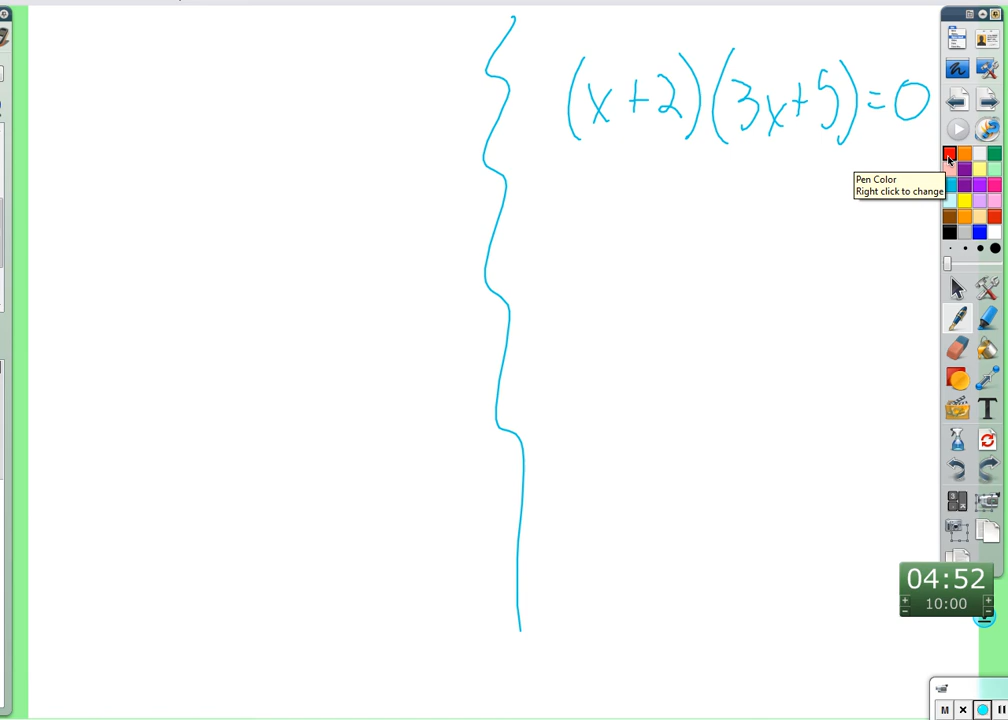 (x+2)(3x+5)=0
Pen Color
Right click to change
T
04:52
10:00
M